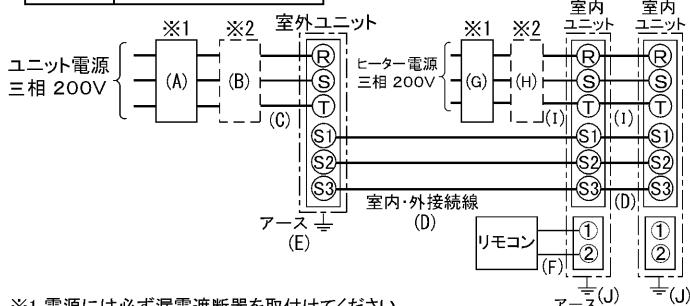 室外ユニット
室内
ユニット
室内
ユニット
※1
※2
※1
※2
ユニット電源
三相 200V
(A)
(B)
(C)
R
S
T
S1
S2
S3
ヒーター電源
三相 200V
(G)
(H)
(I)
(I)
R
S
T
S1
S2
S3
R
S
T
S1
S2
S3
室内・外接続線
(D)
(D)
アース
(E)
リモコン
(F)
①
②
①
②
アース
(J)
(J)
※1 電源には必ず漏電遮断器を取付けてください